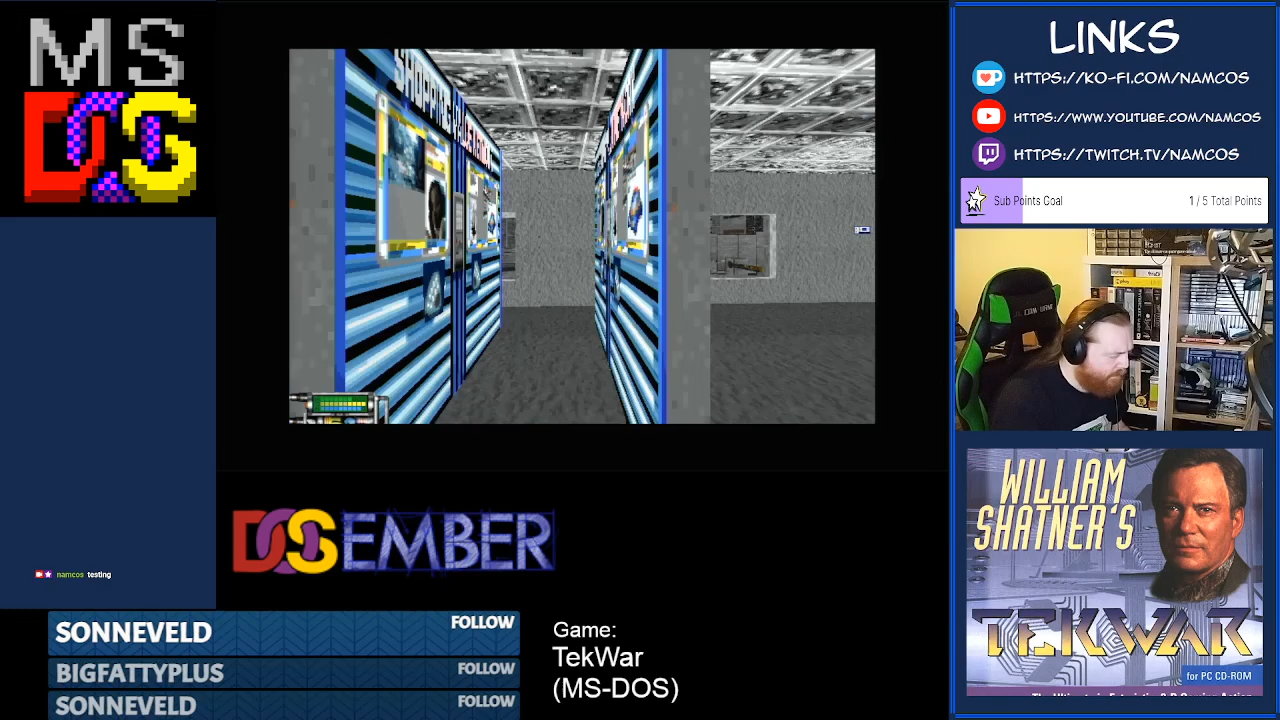 MS
DOS
SHOPPING
LINKS
HTTPS://KO-FI.COM/NAMCOS
HTTPS://WWW.YOUTUBE.COM/NAMCOS
HTTPS://TWITCH.TV/NAMCOS
Sub Points Goal
1 / 5 Total Points
WILLIAM
SHATNER'S
TEKWAR
for PC CD-ROM
DOSEMBER
namcos testing
SONNEVELD
FOLLOW
BIGFATTYPLUS
FOLLOW
SONNEVELD
FOLLOW
Game:
TekWar
(MS-DOS)